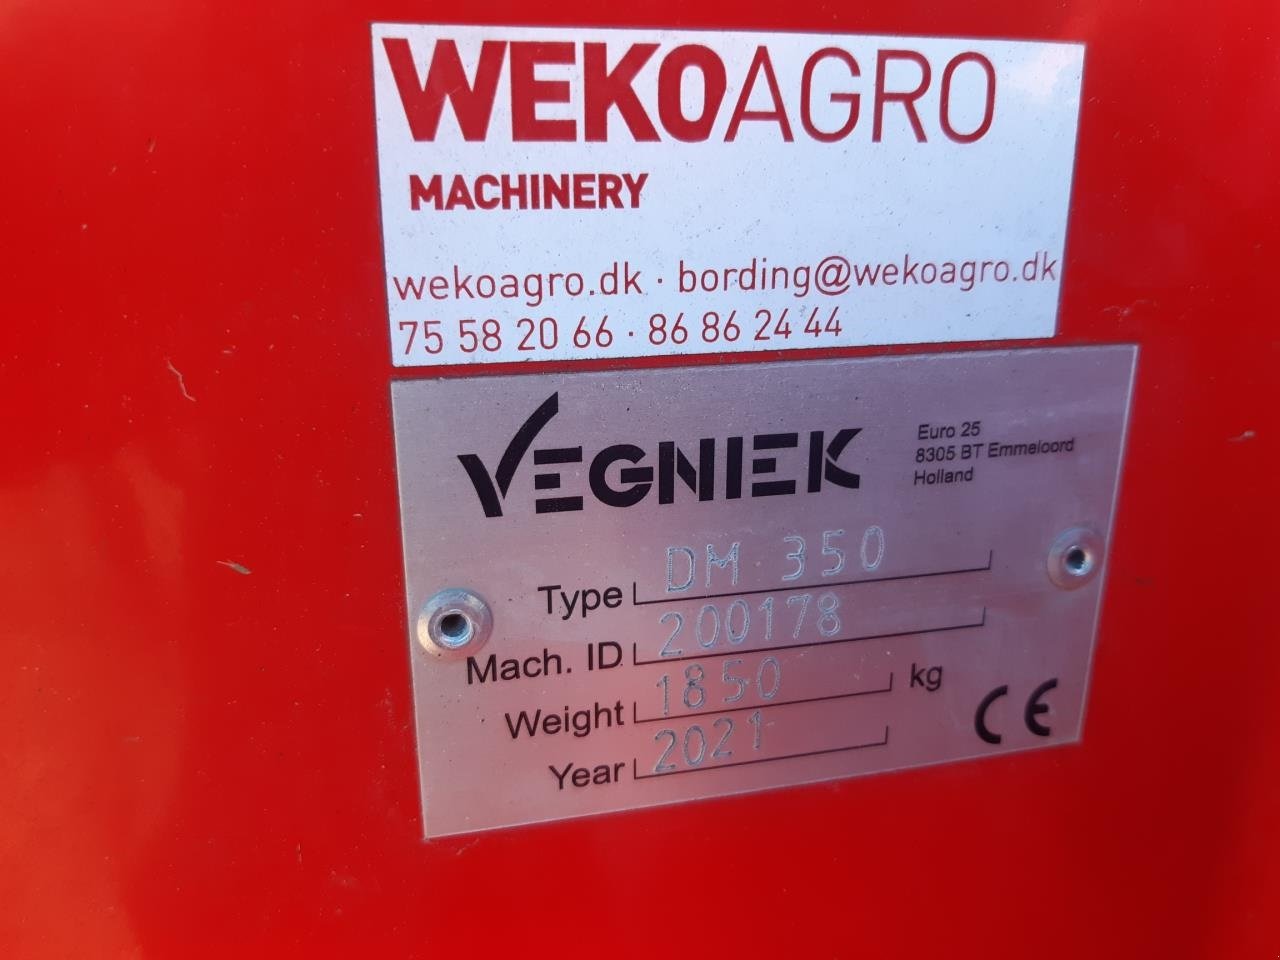 WEKOAGRO
MACHINERY
wekoagro.dk · bording@wekoagro.dk
75 58 20 66 · 86 86 24 44
VEGNIEK
Euro 25
8305 BT Emmeloord
Holland
Type DM 350
Mach. ID 200178
Weight 1850 kg
Year 2021
CE